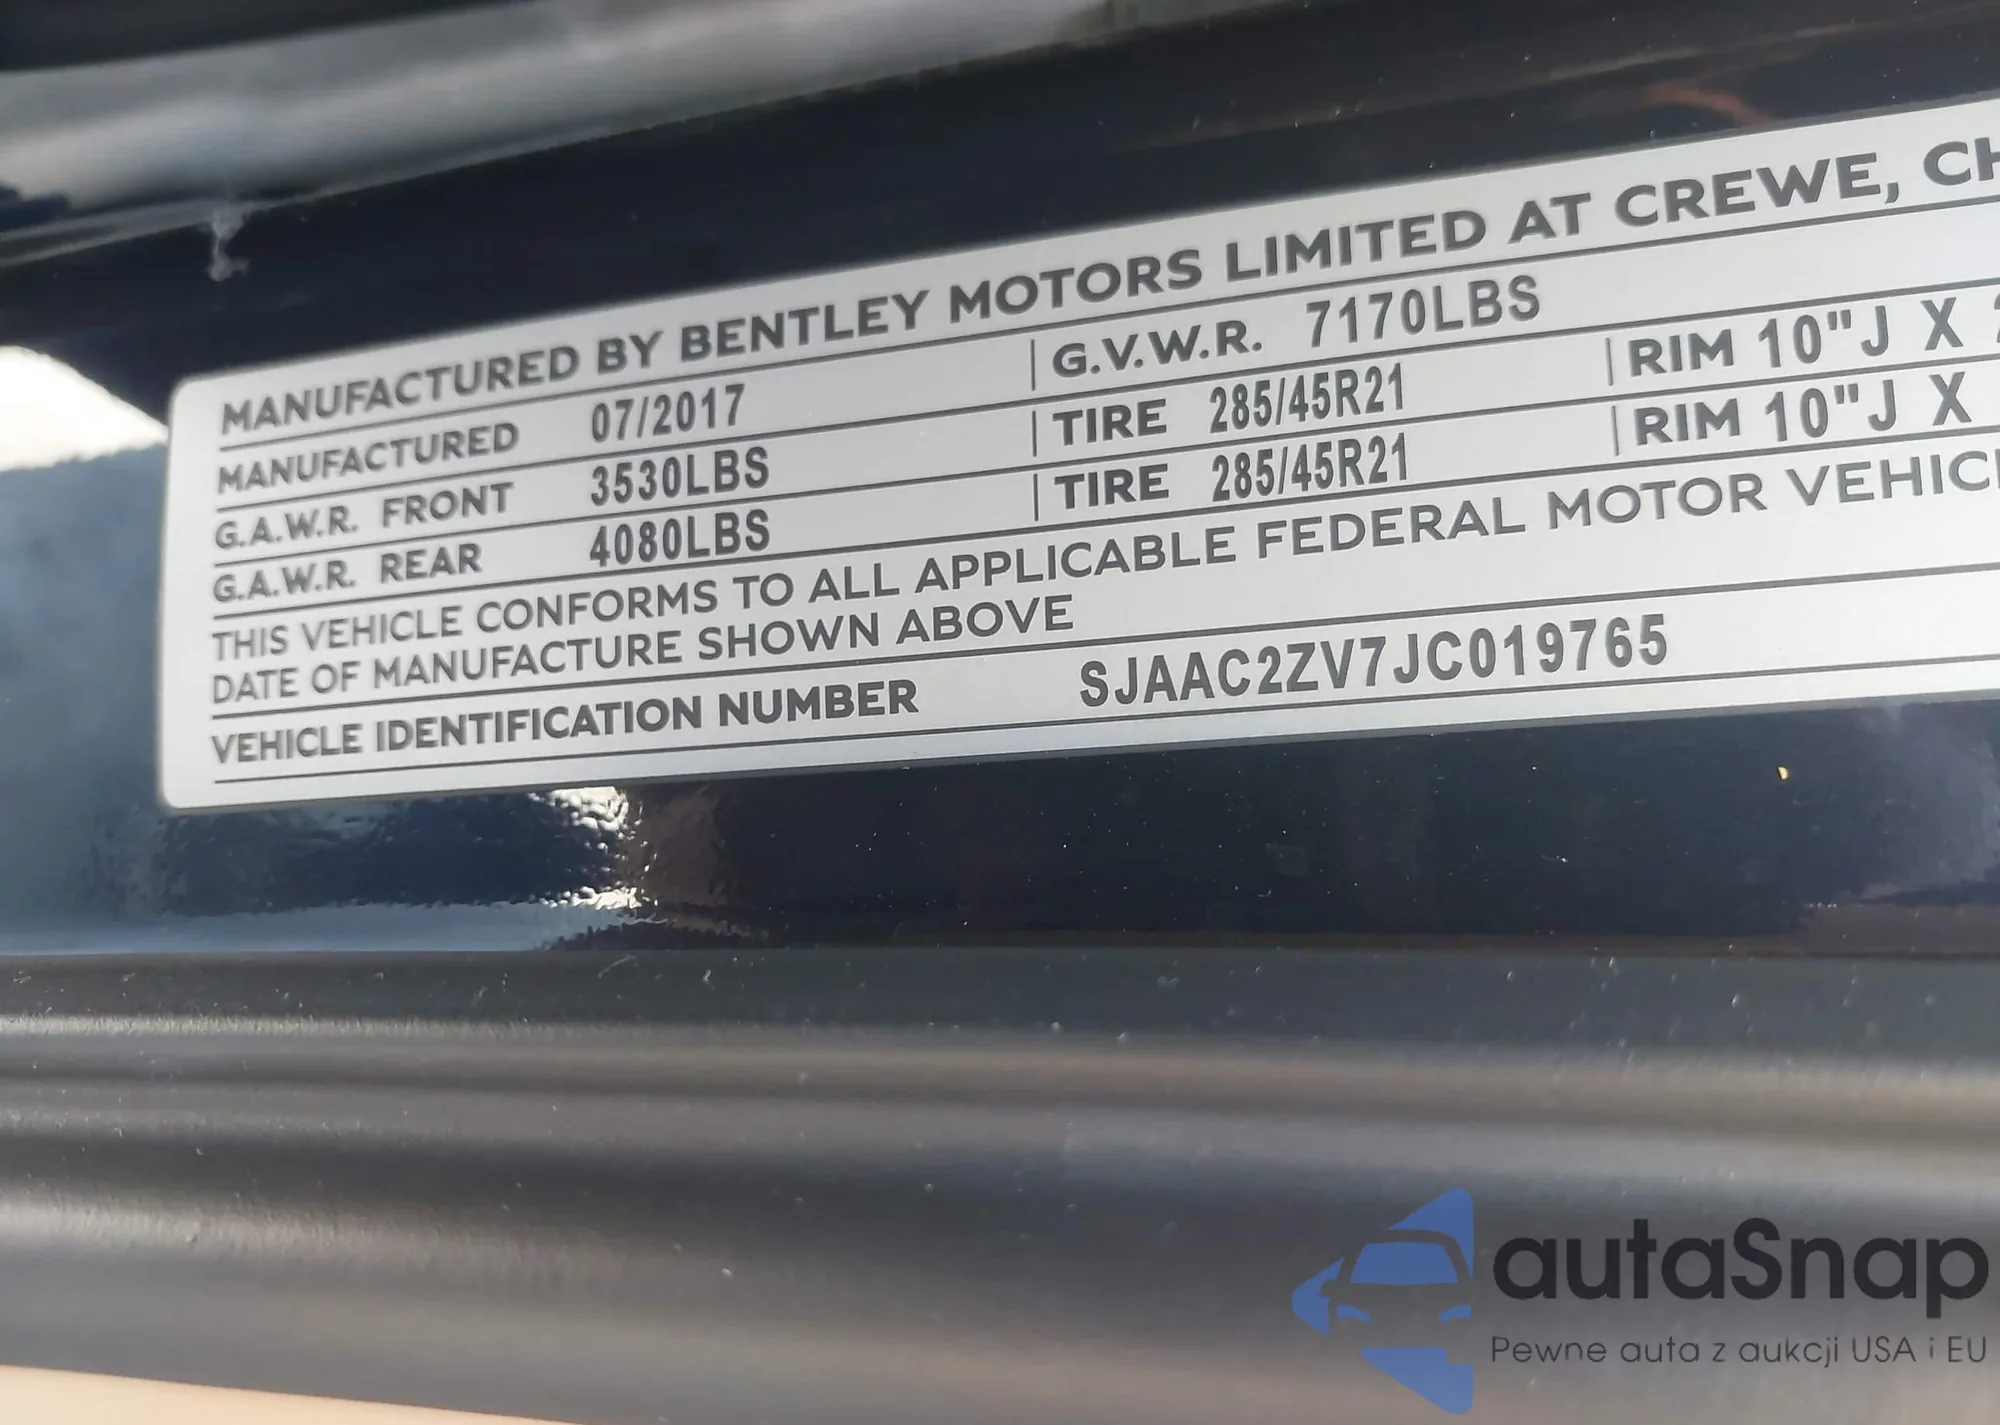 MANUFACTURED BY BENTLEY MOTORS LIMITED AT CREWE,
MANUFACTURED 07/2017 G.V.W.R. 7170LBS
G.A.W.R. FRONT 3530LBS TIRE 285/45R21 RIM 10"J X
G.A.W.R. REAR 4080LBS TIRE 285/45R21 RIM 10"J X
THIS VEHICLE CONFORMS TO ALL APPLICABLE FEDERAL MOTOR
DATE OF MANUFACTURE SHOWN ABOVE
VEHICLE IDENTIFICATION NUMBER SJAAC2ZV7JC019765
autaSnap
Pewne auta z aukcji USA i EU